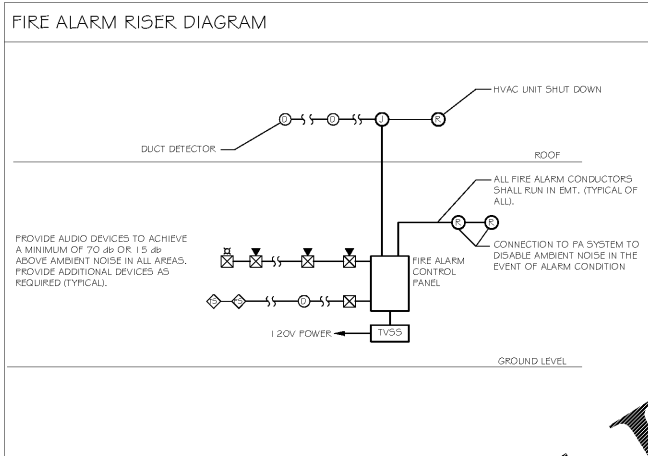 FIRE ALARM RISER DIAGRAM
HVAC UNIT SHUT DOWN
D
D
J
R
DUCT DETECTOR
ROOF
ALL FIRE ALARM CONDUCTORS
SHALL RUN IN EMT. (TYPICAL OF
ALL).
R
R
PROVIDE AUDIO DEVICES TO ACHIEVE
A MINIMUM OF 70 db OR 15 db
ABOVE AMBIENT NOISE IN ALL AREAS.
PROVIDE ADDITIONAL DEVICES AS
REQUIRED (TYPICAL).
CONNECTION TO PA SYSTEM TO
DISABLE AMBIENT NOISE IN THE
EVENT OF ALARM CONDITION
FIRE ALARM
CONTROL
PANEL
D
120V POWER
TVSS
GROUND LEVEL